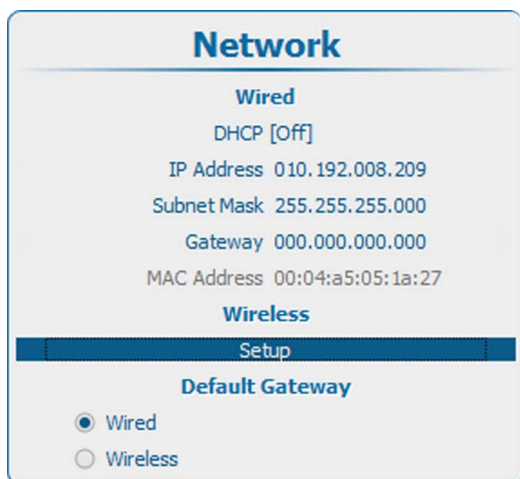 Network
Wired
DHCP [Off]
IP Address 010.192.008.209
Subnet Mask 255.255.255.000
Gateway 000.000.000.000
MAC Address 00:04:a5:05:1a:27
Wireless
Setup
Default Gateway
Wired
Wireless